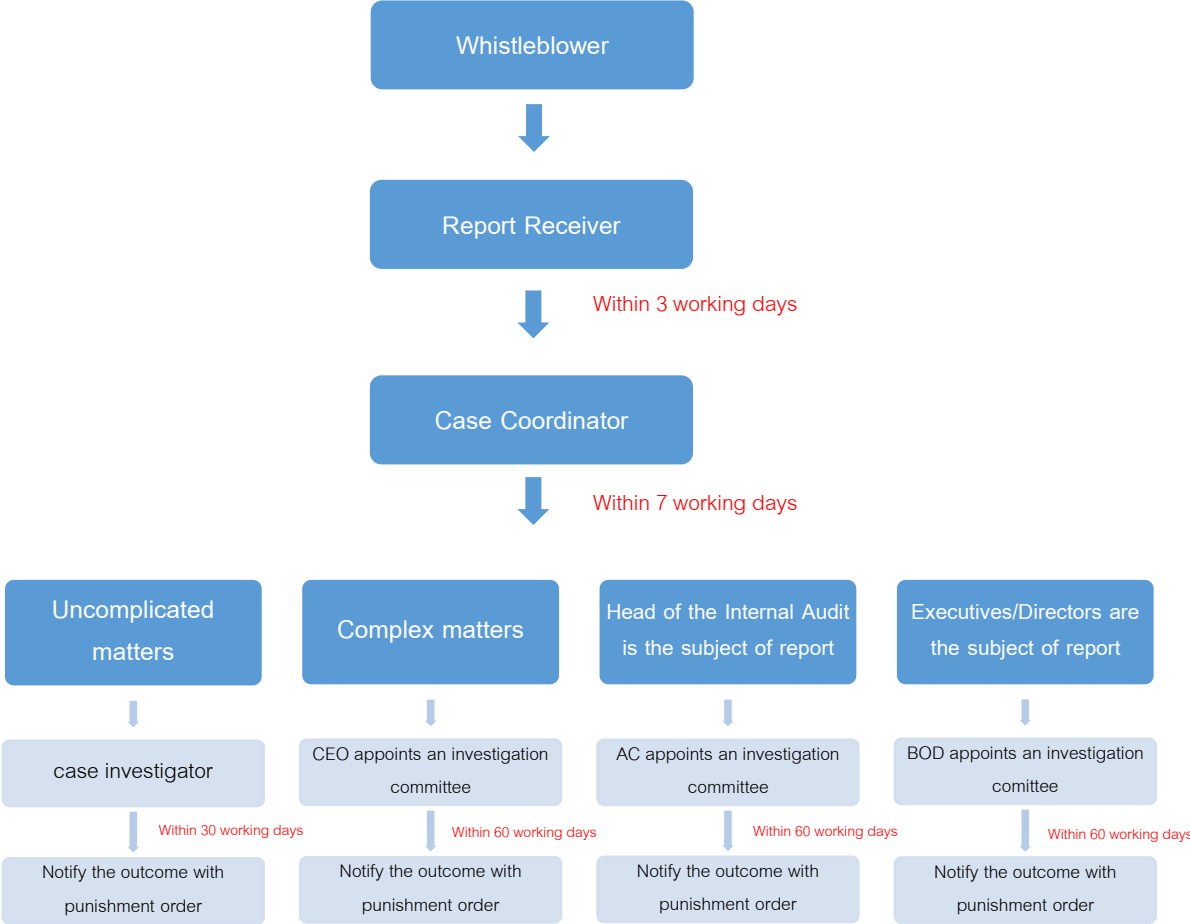 Whistleblower
Report Receiver
Within 3 working days
Case Coordinator
Within 7 working days
Uncomplicated
matters
Complex matters
Head of the Internal Audit
is the subject of report
Executives/Directors are
the subject of report
case investigator
CEO appoints an investigation
committee
AC appoints an investigation
committee
BOD appoints an investigation
comittee
Within 30 working days
Within 60 working days
Within 60 working days
Within 60 working days
Notify the outcome with
punishment order
Notify the outcome with
punishment order
Notify the outcome with
punishment order
Notify the outcome with
punishment order